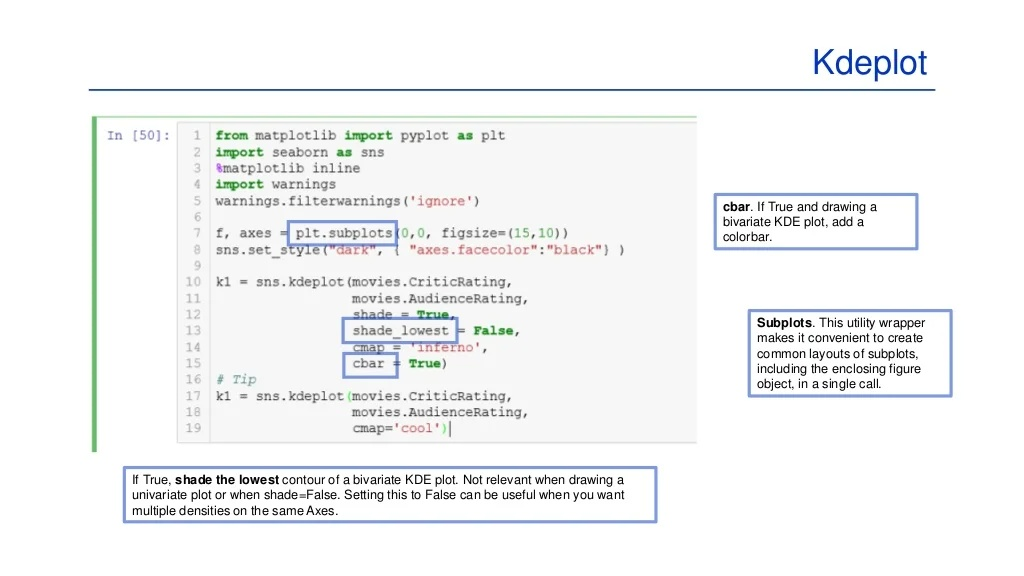 Kdeplot
In [50]:
1 from matplotlib import pyplot as plt
2 import seaborn as sns
3 %matplotlib inline
4 import warnings
5 warnings.filterwarnings('ignore')
6
7 f, axes = plt.subplots(0,0, figsize=(15,10))
8 sns.set_style("dark", { "axes.facecolor":"black"} )
9
10 k1 = sns.kdeplot(movies.CriticRating,
11 movies.AudienceRating,
12 shade = True,
13 shade_lowest = False,
14 cmap = 'inferno',
15 cbar = True)
16 # Tip
17 k1 = sns.kdeplot(movies.CriticRating,
18 movies.AudienceRating,
19 cmap='cool')
cbar. If True and drawing a
bivariate KDE plot, add a
colorbar.
Subplots. This utility wrapper
makes it convenient to create
common layouts of subplots,
including the enclosing figure
object, in a single call.
If True, shade the lowest contour of a bivariate KDE plot. Not relevant when drawing a
univariate plot or when shade=False. Setting this to False can be useful when you want
multiple densities on the same Axes.